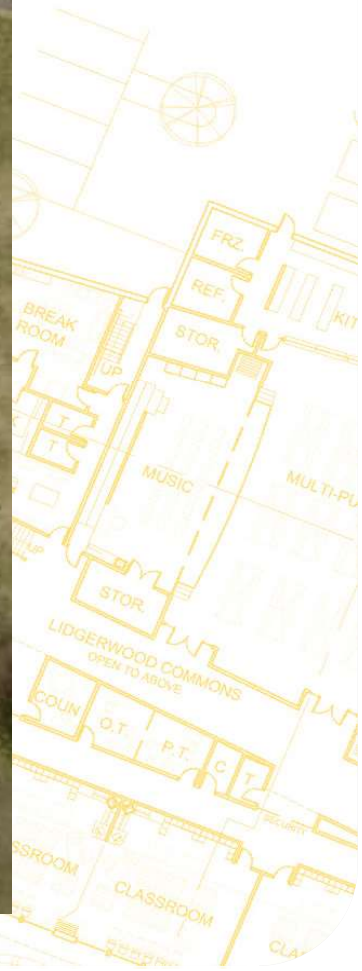 FRZ.
REF.
KIT
STOR.
BREAK
ROOM
UP
T
T
MUSIC
MULTI-PU
UP
STOR.
LIDGERWOOD COMMONS
OPEN TO ABOVE
COUN
O.T.
P.T.
C
T
SECURITY
SSROOM
CLASSROOM
CLA